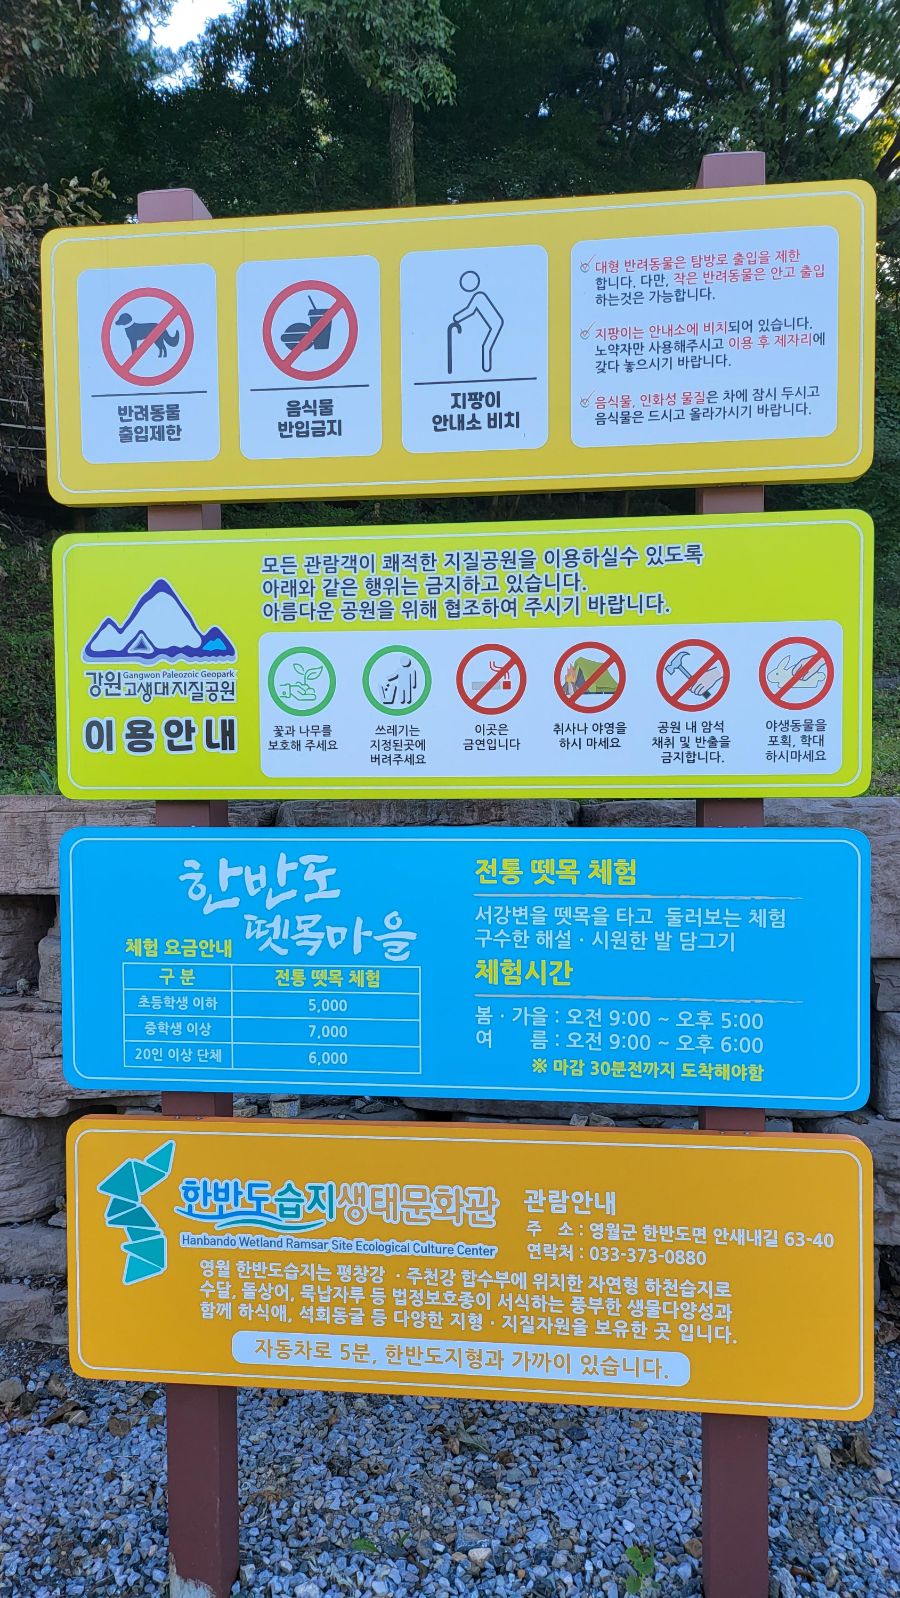 반려동물
출입제한
음식물
반입금지
지팡이
안내소 비치
대형 반려동물은 탐방로 출입을 제한
합니다. 다만, 작은 반려동물은 안고 출입
하는것은 가능합니다.
지팡이는 안내소에 비치되어 있습니다.
노약자만 사용해주시고 이용 후 제자리에
갖다 놓으시기 바랍니다.
음식물, 인화성 물질은 차에 잠시 두시고
음식물은 드시고 올라가시기 바랍니다.
모든 관람객이 쾌적한 지질공원을 이용하실수 있도록
아래와 같은 행위는 금지하고 있습니다.
아름다운 공원을 위해 협조하여 주시기 바랍니다.
강원 Gangwon Paleozoic Geopark
고생대지질공원
이용안내
꽃과 나무를
보호해 주세요
쓰레기는
지정된곳에
버려주세요
이곳은
금연입니다
취사나 야영을
하시 마세요
공원 내 암석
채취 및 반출을
금지합니다.
야생동물을
포획, 학대
하시마세요
한반도
뗏목마을
체험 요금안내
구 분 전통 뗏목 체험
초등학생 이하 5,000
중학생 이상 7,000
20인 이상 단체 6,000
전통 뗏목 체험
서강변을 뗏목을 타고 둘러보는 체험
구수한 해설 · 시원한 발 담그기
체험시간
봄 · 가을 : 오전 9:00 ~ 오후 5:00
여 름 : 오전 9:00 ~ 오후 6:00
※ 마감 30분전까지 도착해야함
한반도습지생태문화관
Hanbando Wetland Ramsar Site Ecological Culture Center
관람안내
주 소 : 영월군 한반도면 안새내길 63-40
연락처 : 033-373-0880
영월 한반도습지는 평창강 · 주천강 합수부에 위치한 자연형 하천습지로
수달, 돌상어, 묵납자루 등 법정보호종이 서식하는 풍부한 생물다양성과
함께 하식애, 석회동굴 등 다양한 지형 · 지질자원을 보유한 곳 입니다.
자동차로 5분, 한반도지형과 가까이 있습니다.